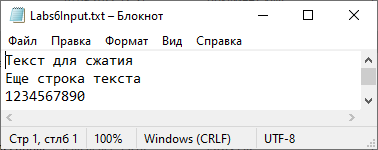 Labs6Input.txt – Блокнот
Файл Правка Формат Вид Справка
Текст для сжатия
Еще строка текста
1234567890
Стр 1, стлб 1 100% Windows (CRLF) UTF-8